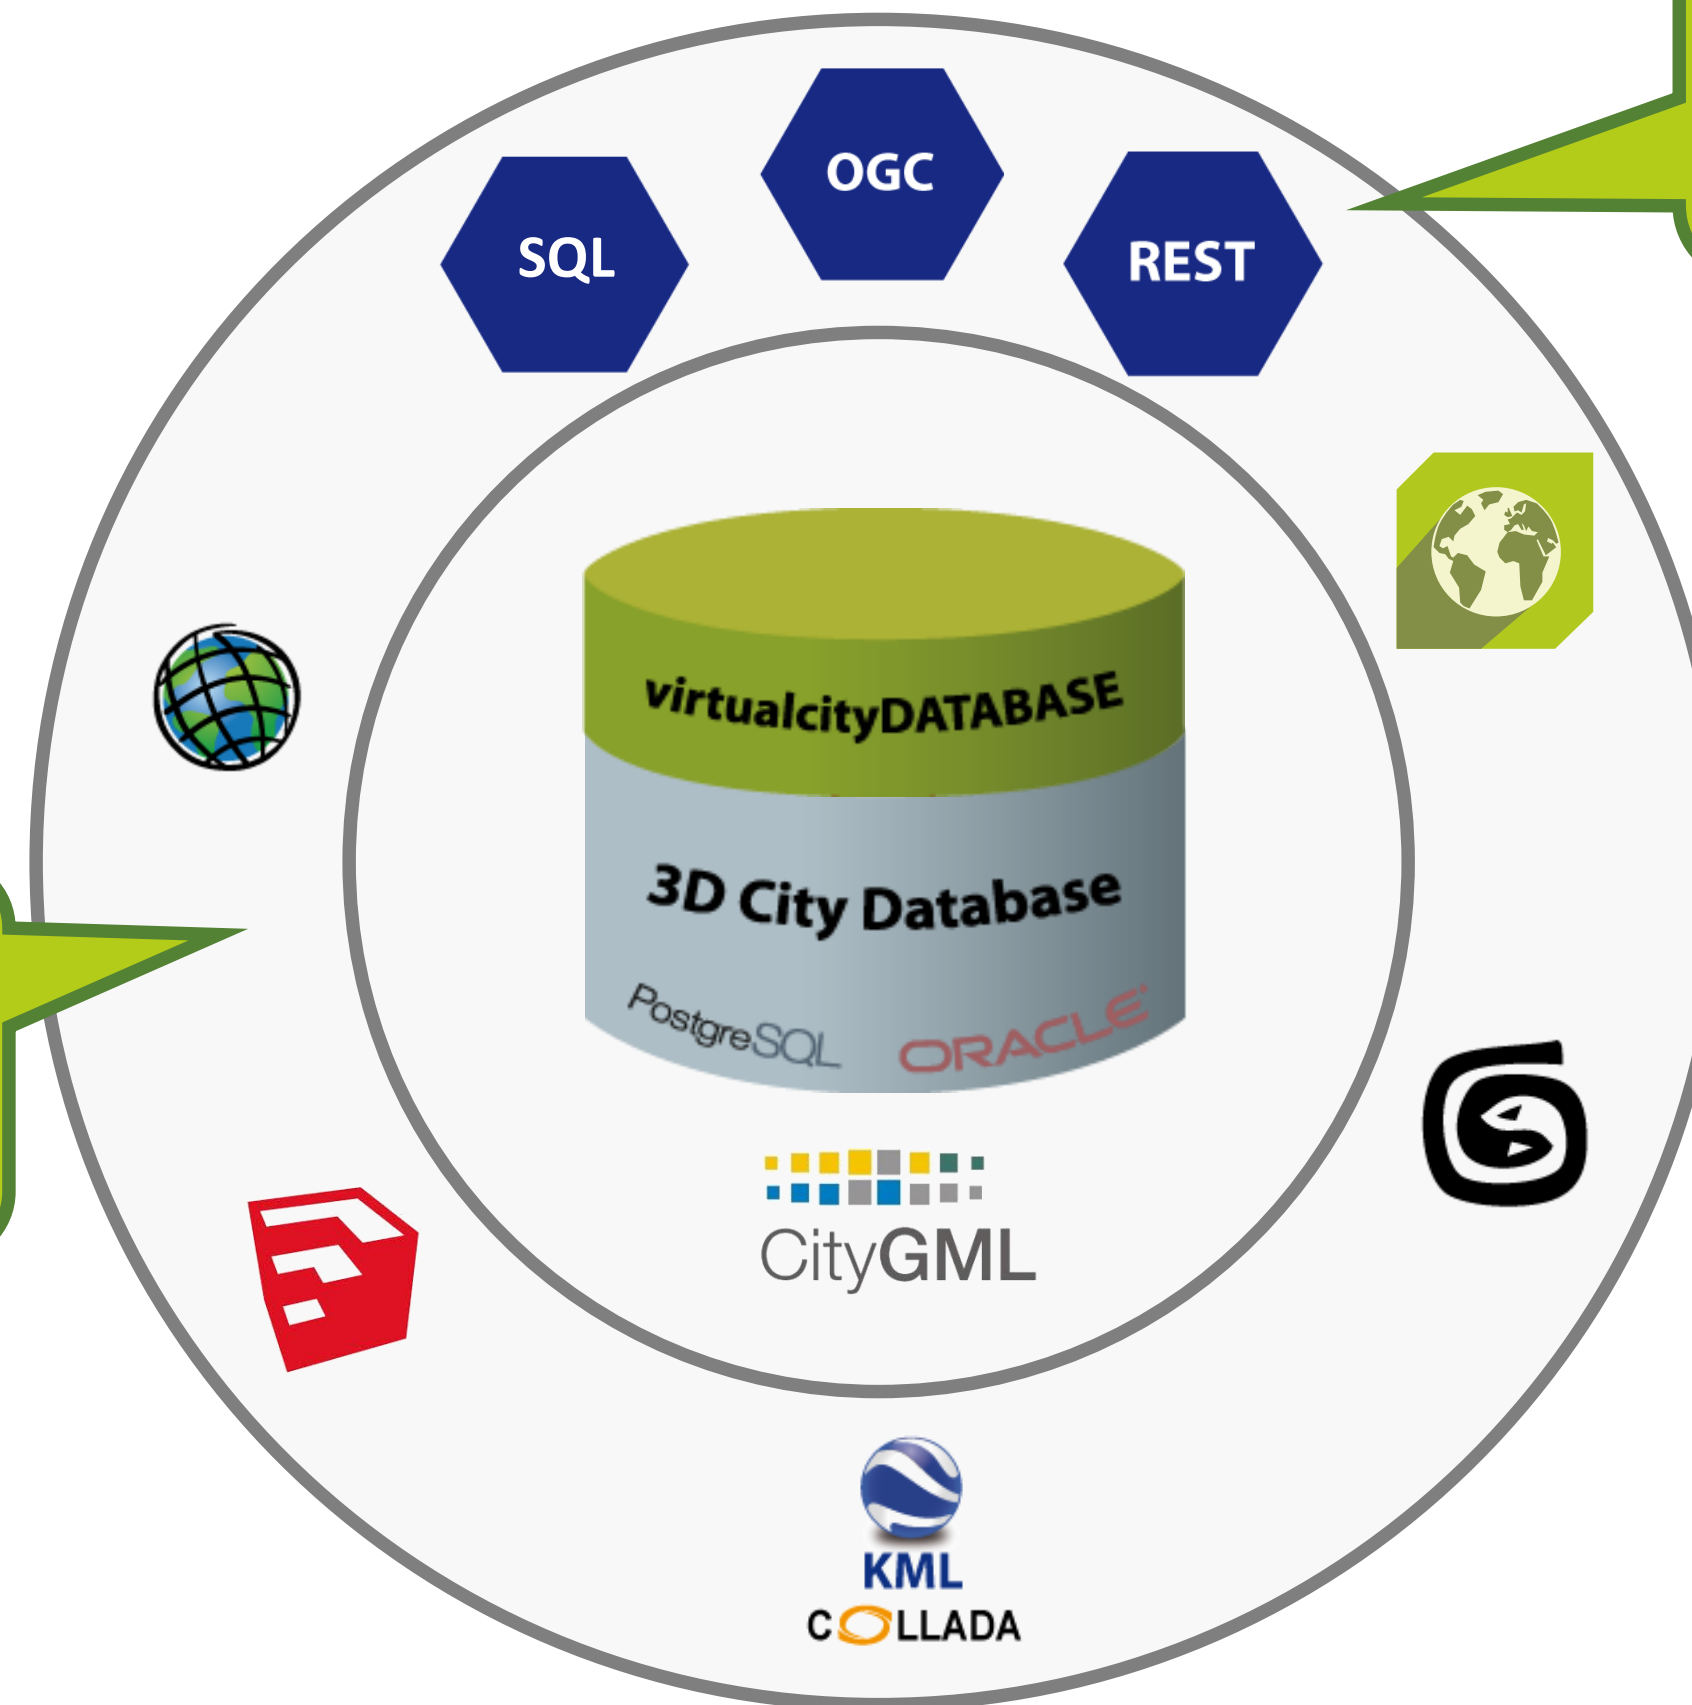 OGC
SQL
REST
virtualcityDATABASE
3D City Database
PostgreSQL
ORACLE
CityGML
KML
COLLADA